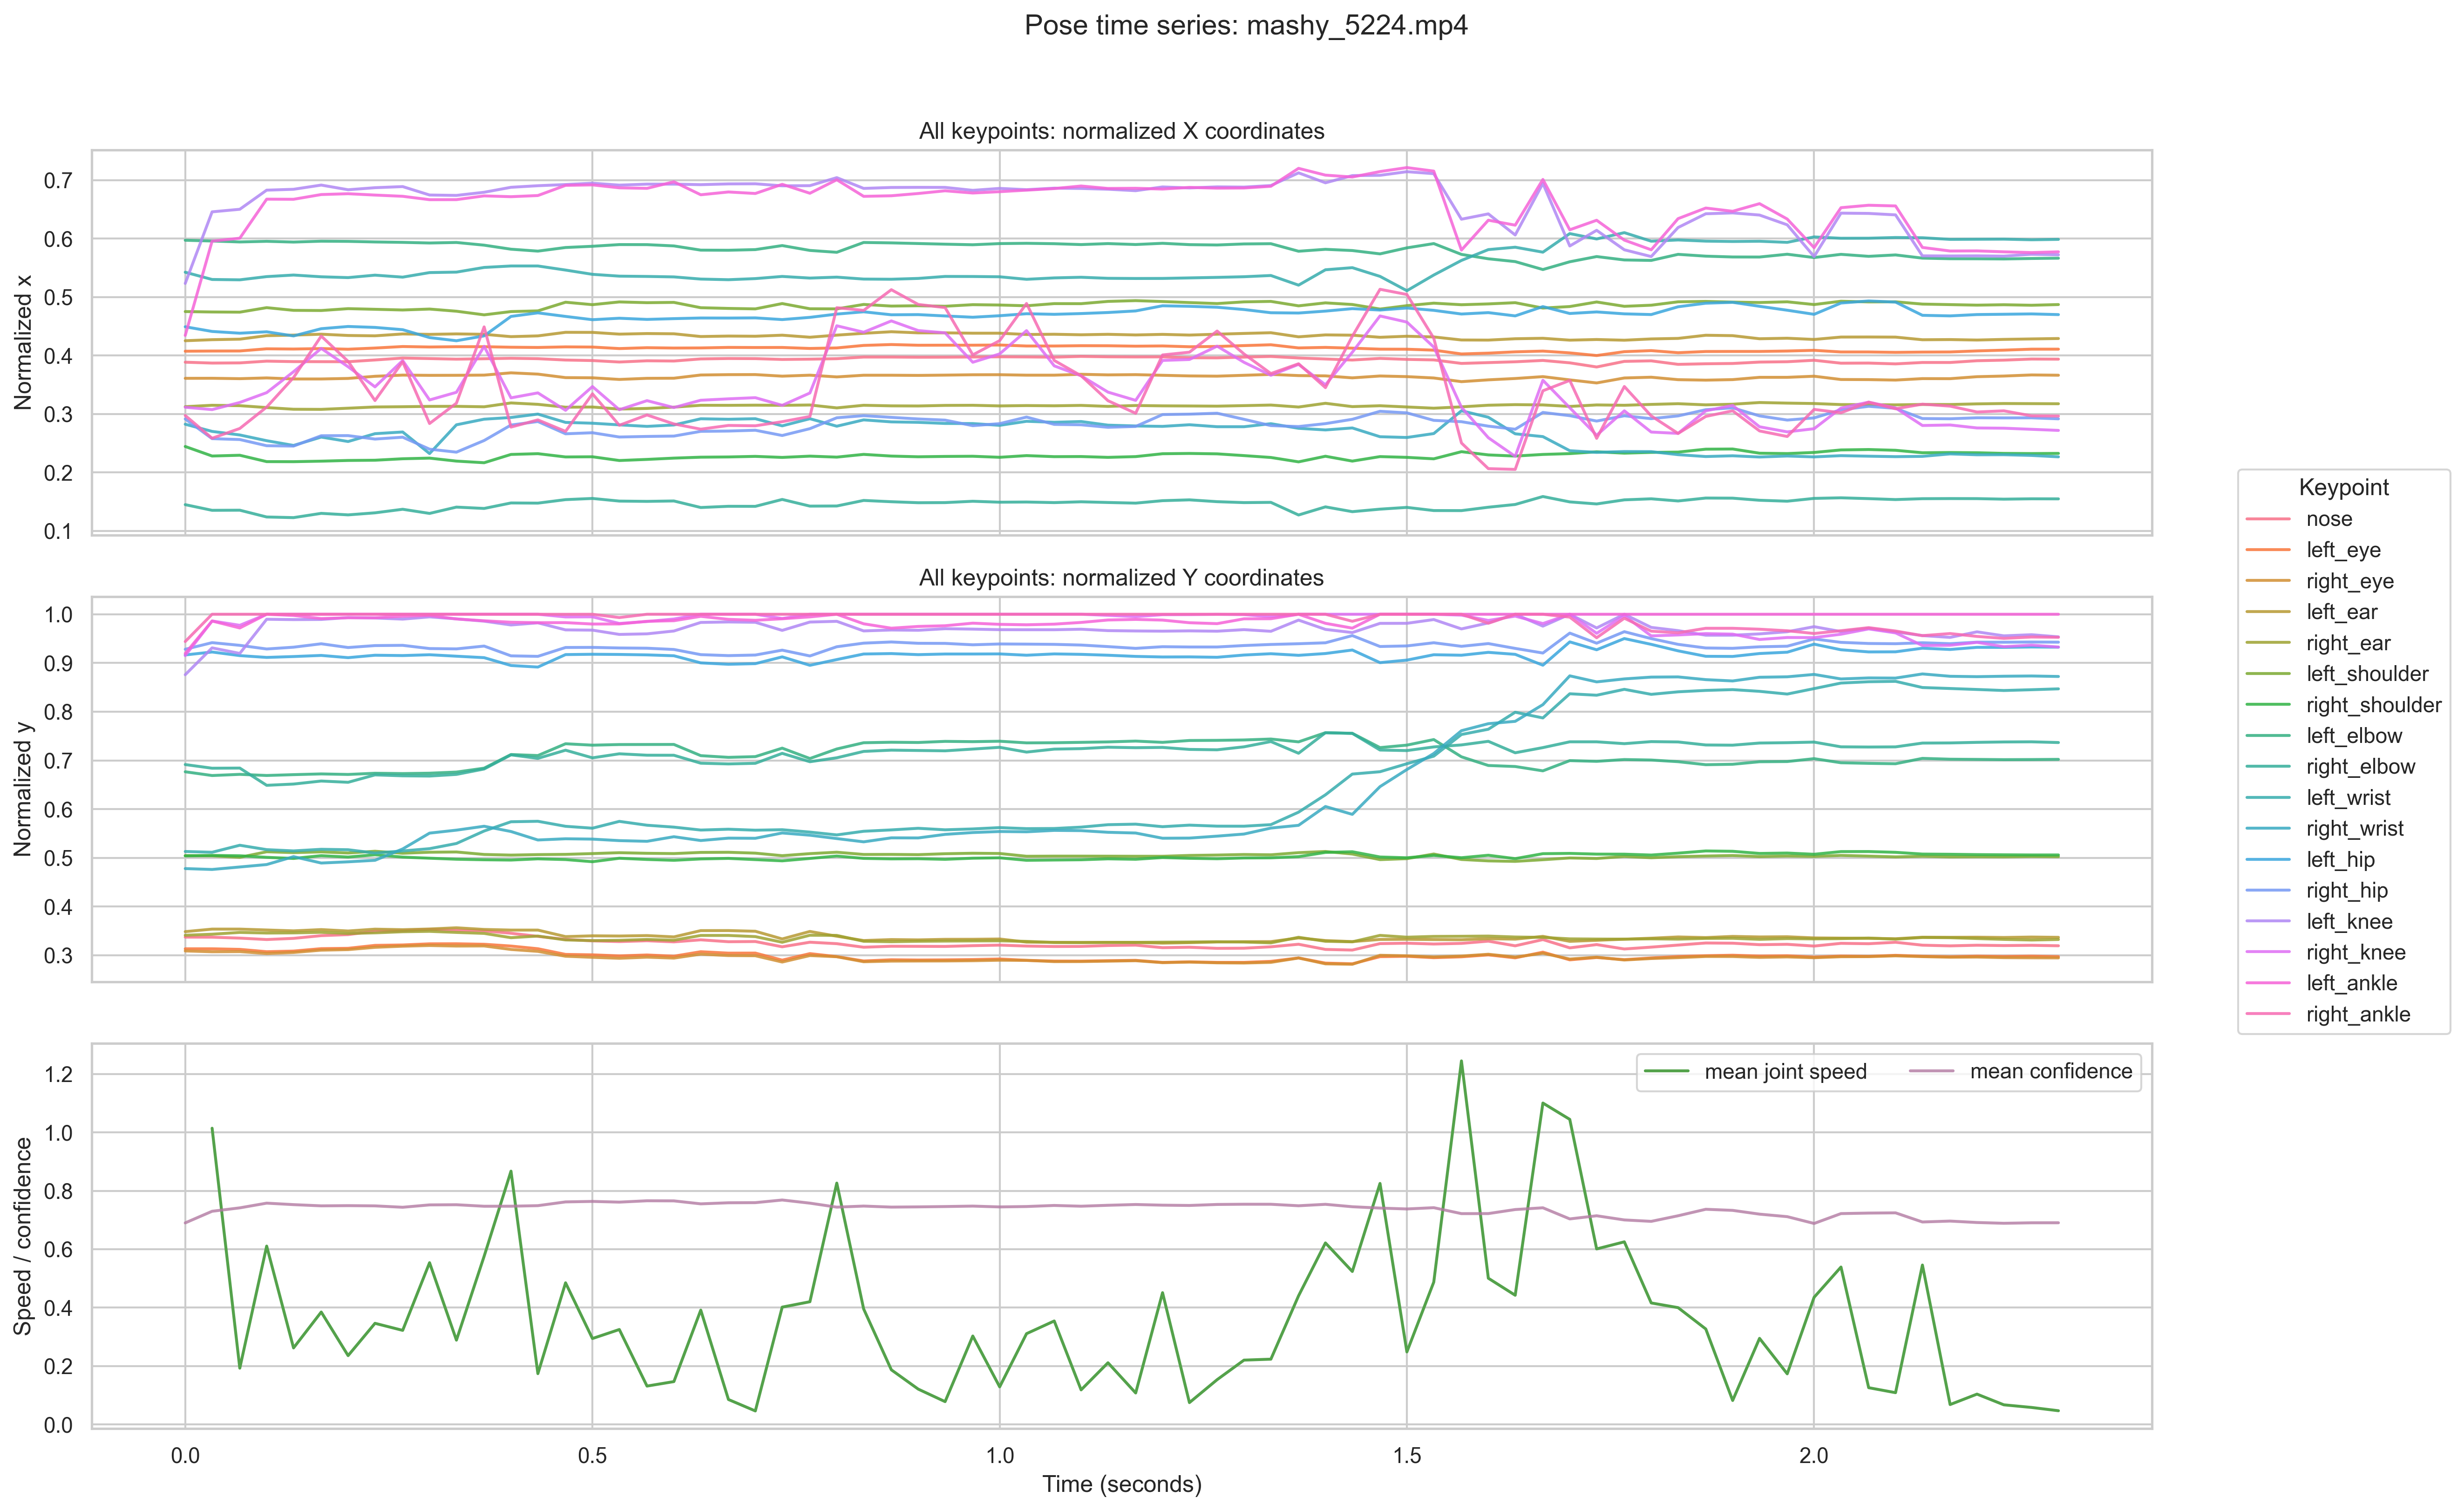 Pose time series: mashy_5224.mp4
All keypoints: normalized X coordinates
Normalized x
0.7
0.6
0.5
0.4
0.3
0.2
0.1
All keypoints: normalized Y coordinates
Normalized y
1.0
0.9
0.8
0.7
0.6
0.5
0.4
0.3
Keypoint
nose
left_eye
right_eye
left_ear
right_ear
left_shoulder
right_shoulder
left_elbow
right_elbow
left_wrist
right_wrist
left_hip
right_hip
left_knee
right_knee
left_ankle
right_ankle
mean joint speed mean confidence
Speed / confidence
1.2
1.0
0.8
0.6
0.4
0.2
0.0
0.0 0.5 1.0 1.5 2.0
Time (seconds)